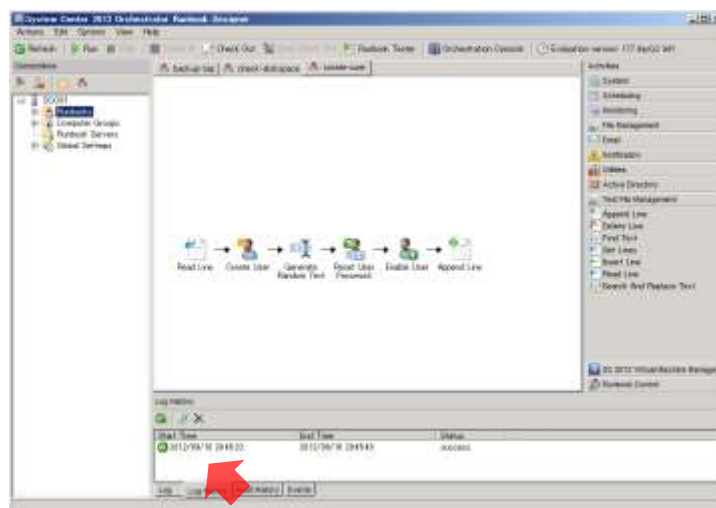 System Center 2012 Orchestrator Runbook Designer
Actions Edit Options View Help
Refresh Run Check Out Runbook Tester Orchestration Console Evaluation version 177 day(s) left
Connections
Activities
SCO01
Runbooks
Computer Groups
Runbook Servers
Global Settings
backup-log check-diskspace create-user
Read Line Create User Generate Random Text Reset User Password Enable User Append Line
System
Scheduling
Monitoring
File Management
Email
Notification
Utilities
Active Directory
Text File Management
Append Line
Delete Line
Find Text
Get Lines
Insert Line
Read Line
Search And Replace Text
SC 2012 Virtual Machine Manager
Runbook Control
Log History
Start Time End Time Status
success
Log Events